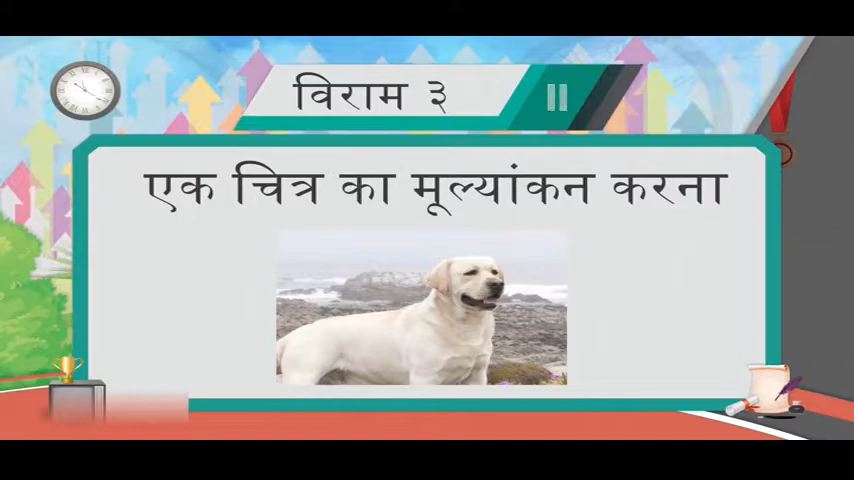 विराम ३
एक चित्र का मूल्यांकन करना